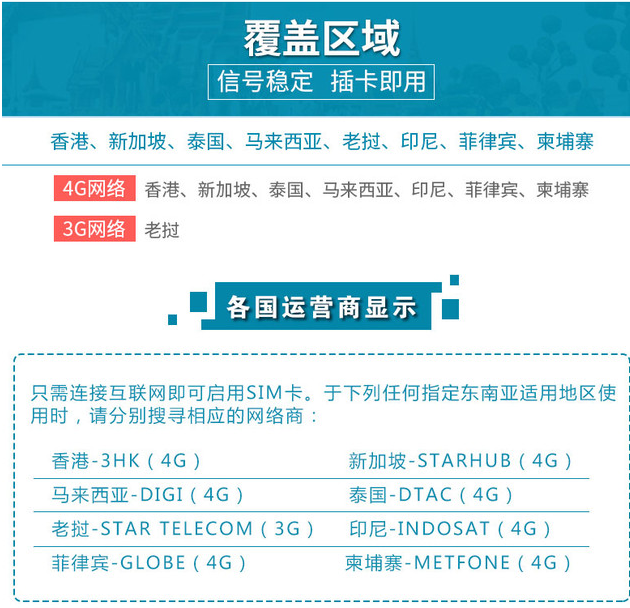 覆盖区域
信号稳定 插卡即用
香港、新加坡、泰国、马来西亚、老挝、印尼、菲律宾、柬埔寨
4G网络 香港、新加坡、泰国、马来西亚、印尼、菲律宾、柬埔寨
3G网络 老挝
各国运营商显示
只需连接互联网即可启用SIM卡。于下列任何指定东南亚适用地区使
用时，请分别搜寻相应的网络商：
香港-3HK（4G） 新加坡-STARHUB（4G）
马来西亚-DIGI（4G） 泰国-DTAC（4G）
老挝-STAR TELECOM（3G） 印尼-INDOSAT（4G）
菲律宾-GLOBE（4G） 柬埔寨-METFONE（4G）